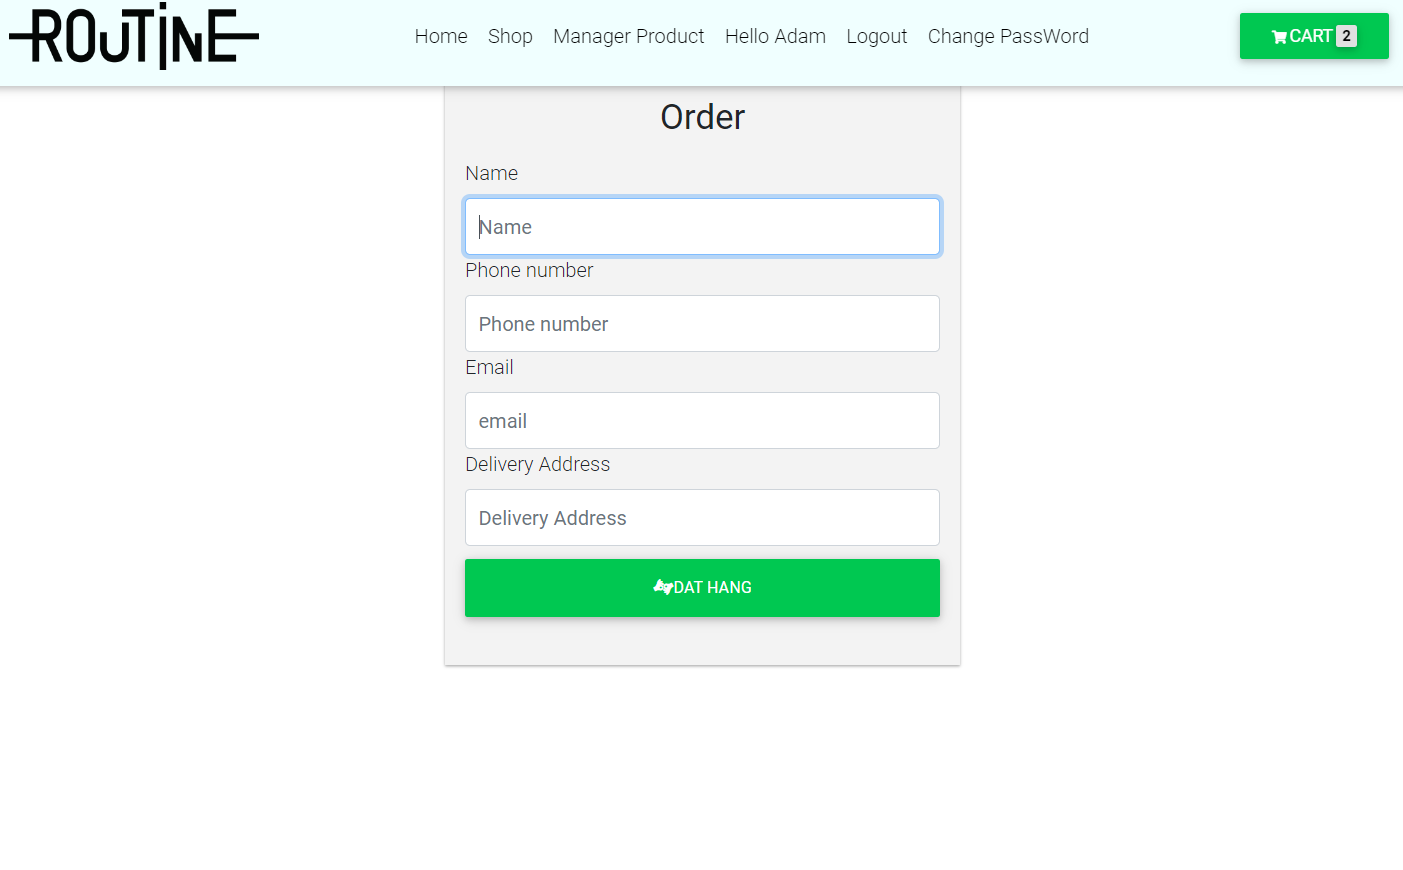 ROUTINE
Home Shop Manager Product Hello Adam Logout Change PassWord
CART 2
Order
Name
Name
Phone number
Phone number
Email
email
Delivery Address
Delivery Address
DAT HANG